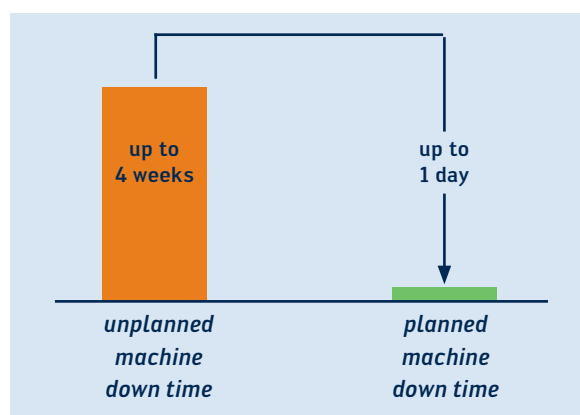 up to
4 weeks
up to
1 day
unplanned
machine
down time
planned
machine
down time